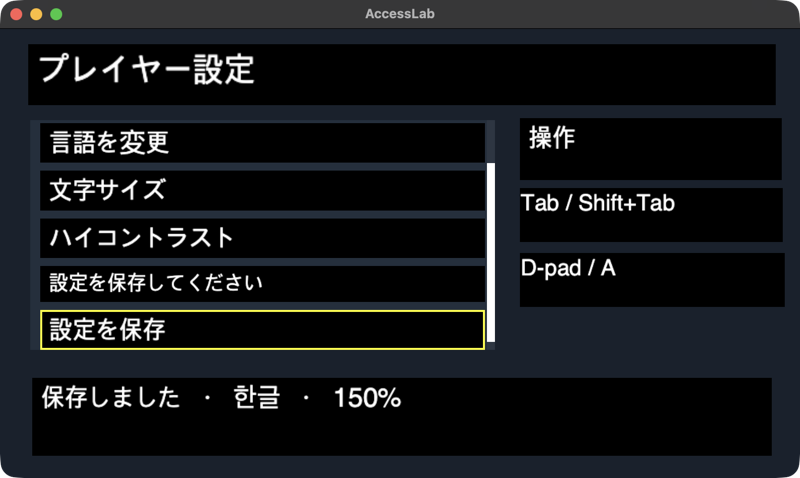 AccessLab
プレイヤー設定
言語を変更
文字サイズ
ハイコントラスト
設定を保存してください
設定を保存
操作
Tab / Shift+Tab
D-pad / A
保存しました · 한글 · 150%